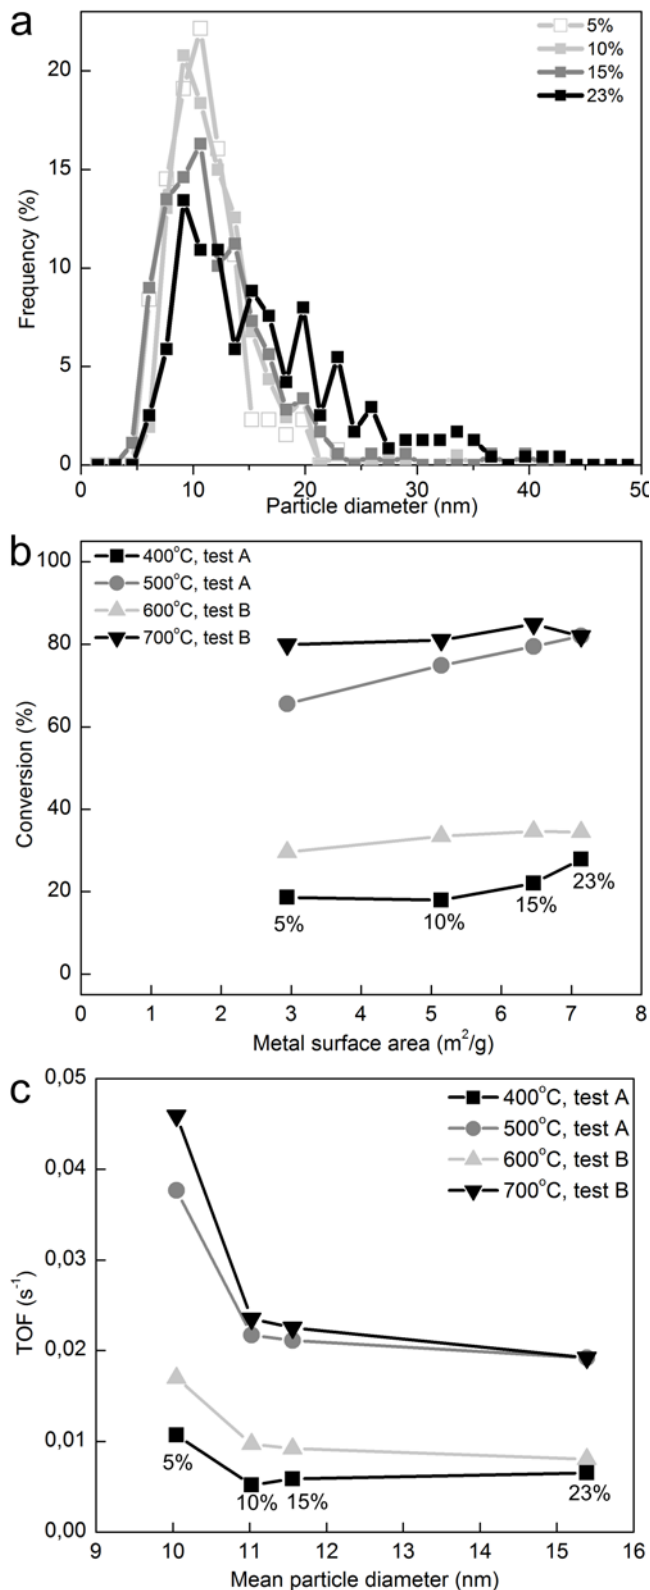 a
5%
10%
15%
23%
20
15
10
5
0
Frequency (%)
0 10 20 30 40 50
Particle diameter (nm)
b
400°C, test A
500°C, test A
600°C, test B
700°C, test B
100
80
60
40
20
0
Conversion (%)
5%
10%
15%
23%
0 1 2 3 4 5 6 7 8
Metal surface area (m²/g)
c
400°C, test A
500°C, test A
600°C, test B
700°C, test B
0,05
0,04
0,03
0,02
0,01
0,00
TOF (s⁻¹)
5%
10%
15%
23%
9 10 11 12 13 14 15 16
Mean particle diameter (nm)